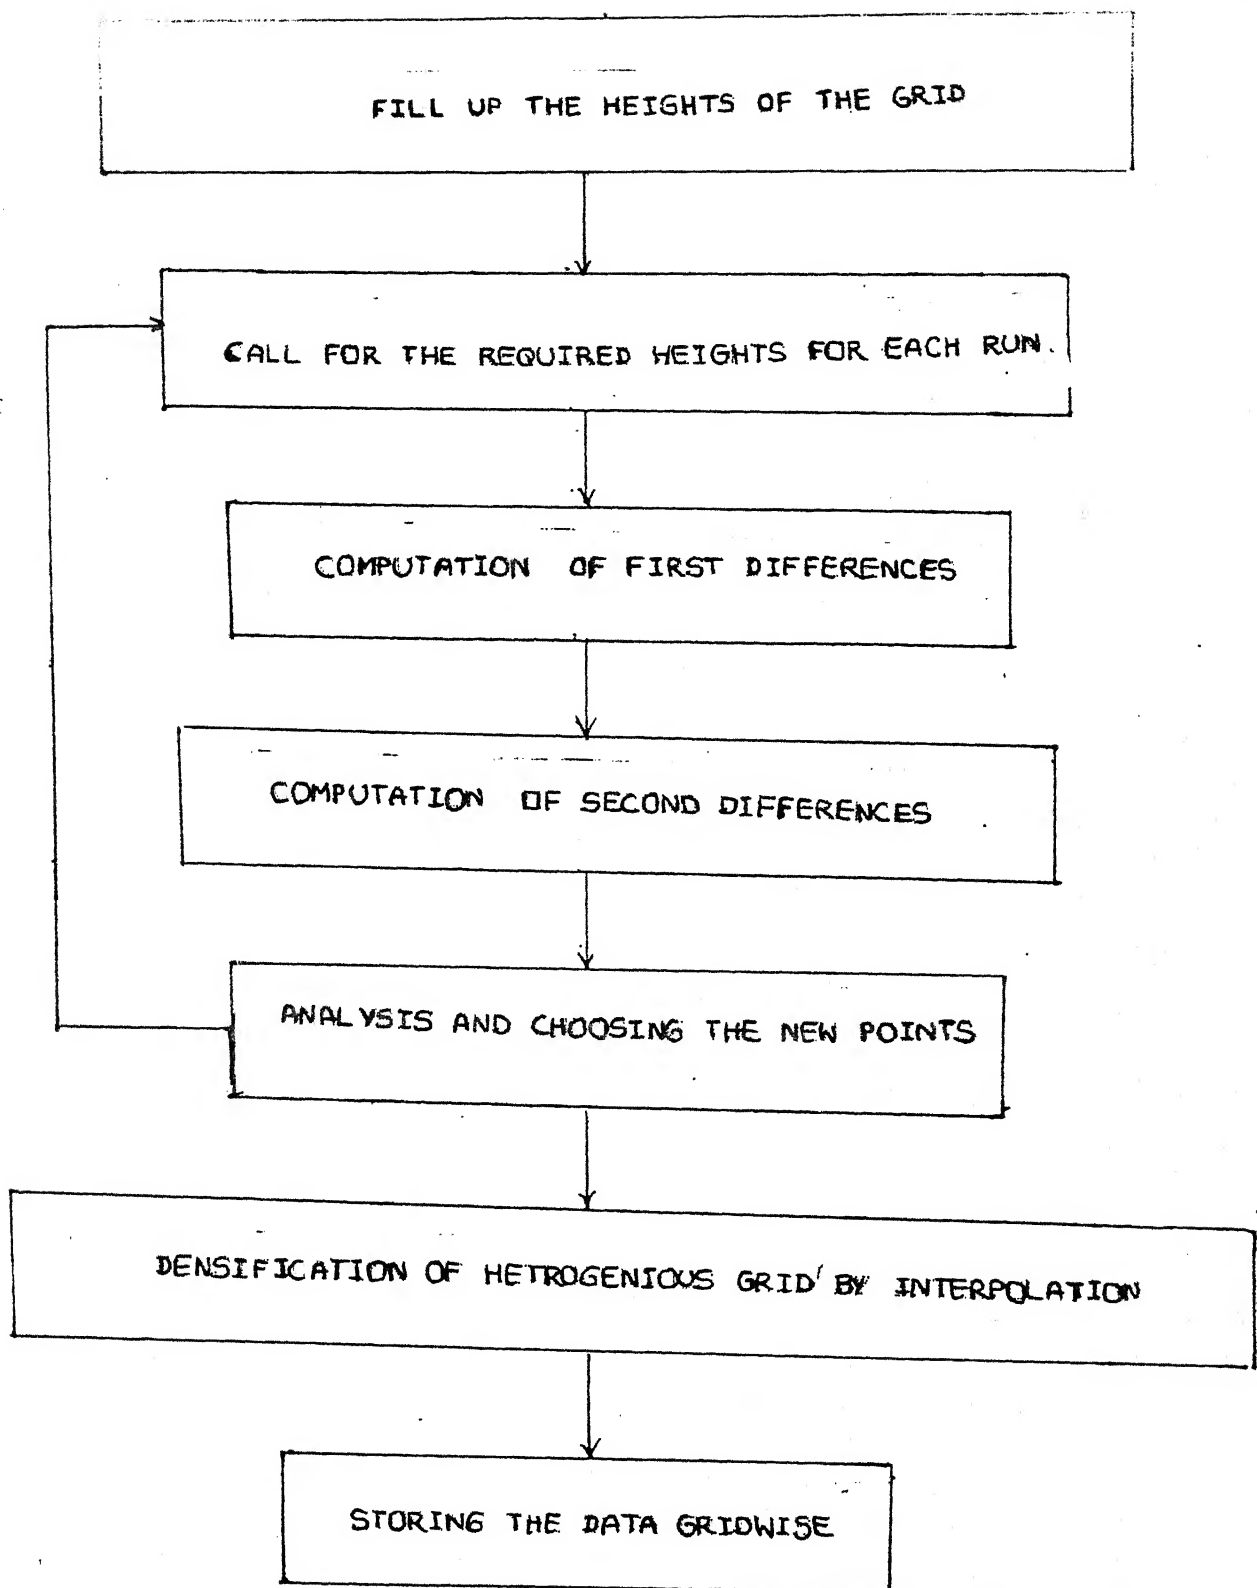 FILL UP THE HEIGHTS OF THE GRID
CALL FOR THE REQUIRED HEIGHTS FOR EACH RUN.
COMPUTATION OF FIRST DIFFERENCES
COMPUTATION OF SECOND DIFFERENCES
ANALYSIS AND CHOOSING THE NEW POINTS
DENSIFICATION OF HETROGENIOUS GRID BY INTERPOLATION
STORING THE DATA GRIDWISE